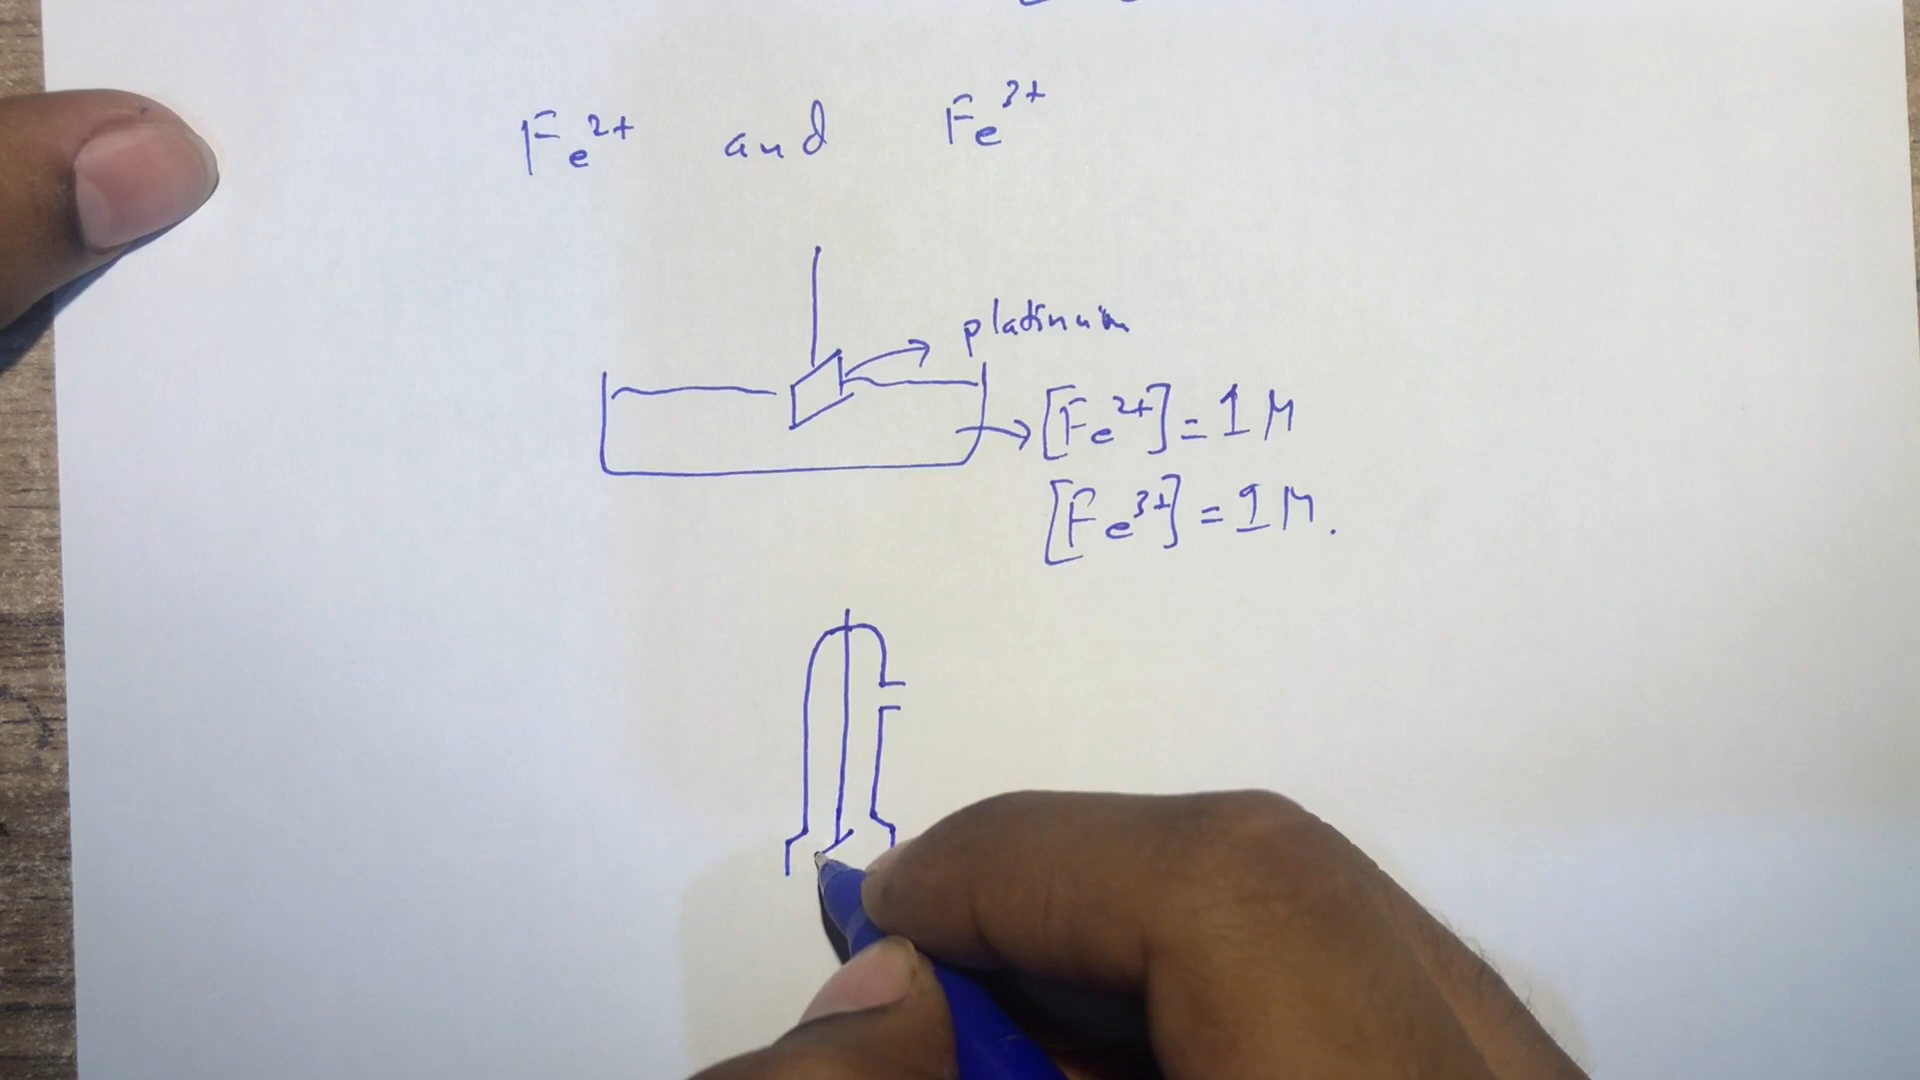 Fe²⁺ and Fe³⁺
platinum
[Fe²⁺] = 1 M
[Fe³⁺] = 1 M.